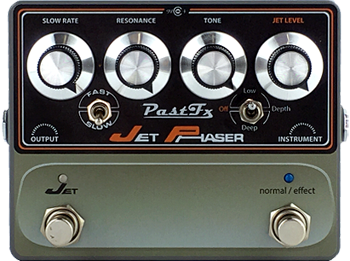 SLOW RATE RESONANCE TONE JET LEVEL
FAST
SLOW
PastFx
Off Low Depth
Deep
OUTPUT JET PHASER INSTRUMENT
JET normal / effect